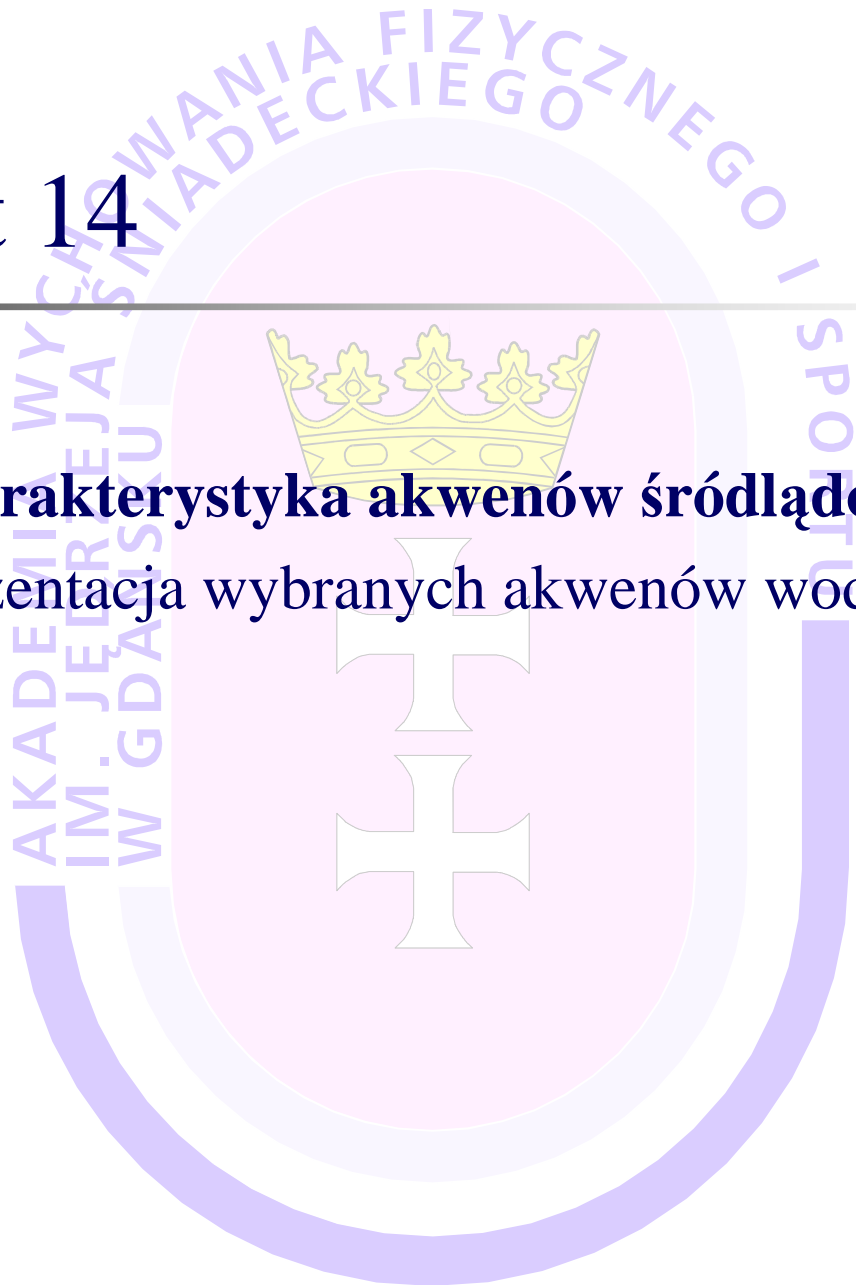 AKADEMIA WYCHOWANIA FIZYCZNEGO I SPORTU
IM. JĘDRZEJA ŚNIADECKIEGO
W GDAŃSKU
t 14
rakterystyka akwenów śródląd
zentacja wybranych akwenów wod